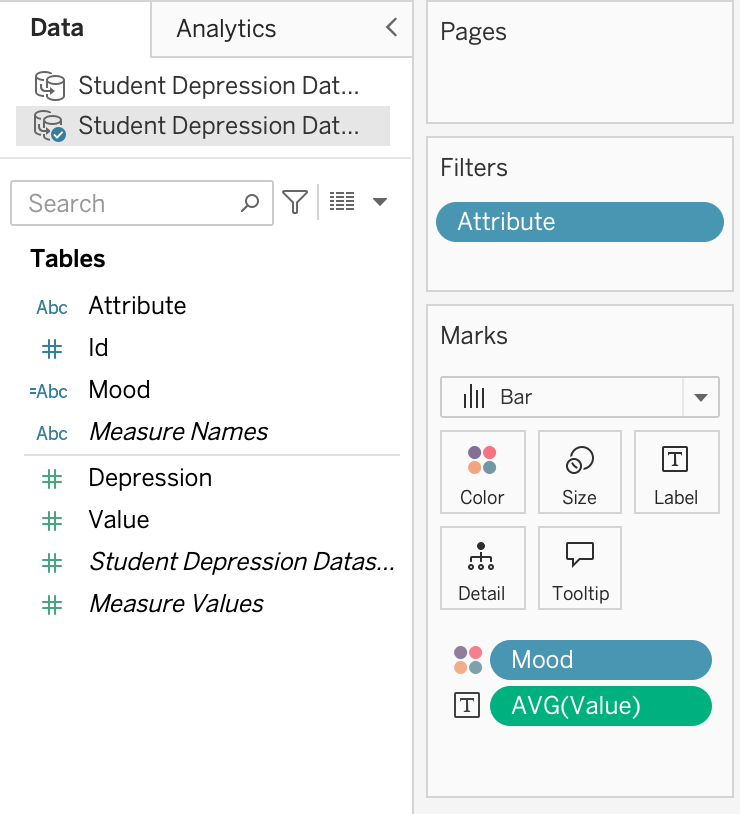 Data
Analytics
Student Depression Dat...
Student Depression Dat...
Search
Tables
Abc Attribute
Id
=Abc Mood
Abc Measure Names
Depression
Value
Student Depression Datas...
Measure Values
Pages
Filters
Attribute
Marks
Bar
Color
Size
T
Label
Detail
Tooltip
Mood
T AVG(Value)